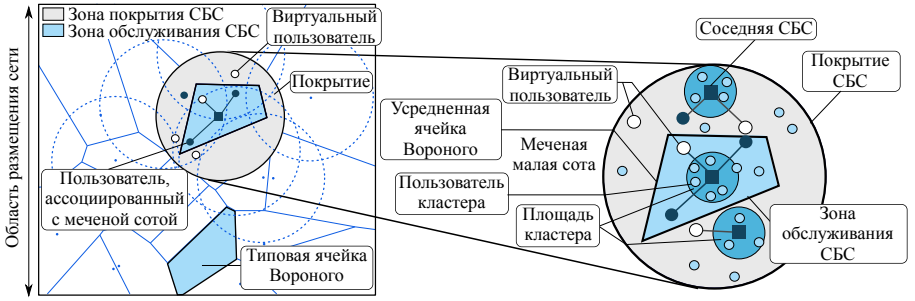 Область размещения сети
Зона покрытия СБС
Зона обслуживания СБС
Виртуальный
пользователь
Покрытие
Пользователь,
ассоциированный
с меченой сотой
Типовая ячейка
Вороного
Соседняя СБС
Виртуальный
пользователь
Покрытие
СБС
Усредненная
ячейка
Вороного
Меченая
малая сота
Пользователь
кластера
Площадь
кластера
Зона
обслуживания
СБС